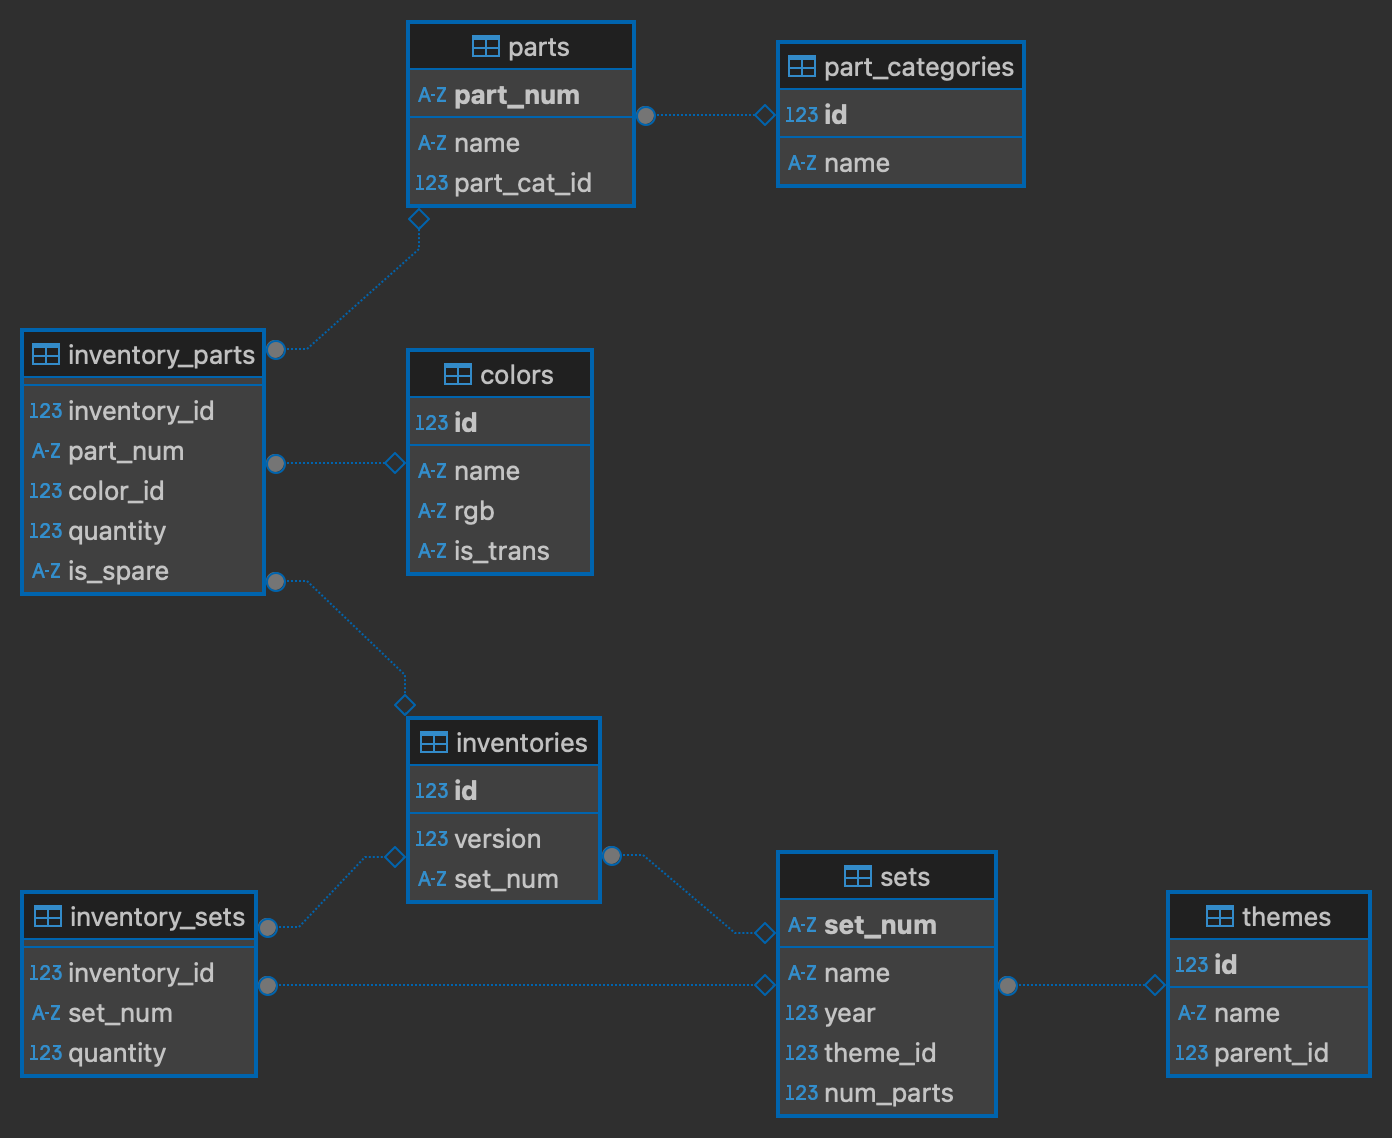 parts
A-Z part_num
A-Z name
123 part_cat_id
part_categories
123 id
A-Z name
inventory_parts
123 inventory_id
A-Z part_num
123 color_id
123 quantity
A-Z is_spare
colors
123 id
A-Z name
A-Z rgb
A-Z is_trans
inventories
123 id
123 version
A-Z set_num
inventory_sets
123 inventory_id
A-Z set_num
123 quantity
sets
A-Z set_num
A-Z name
123 year
123 theme_id
123 num_parts
themes
123 id
A-Z name
123 parent_id